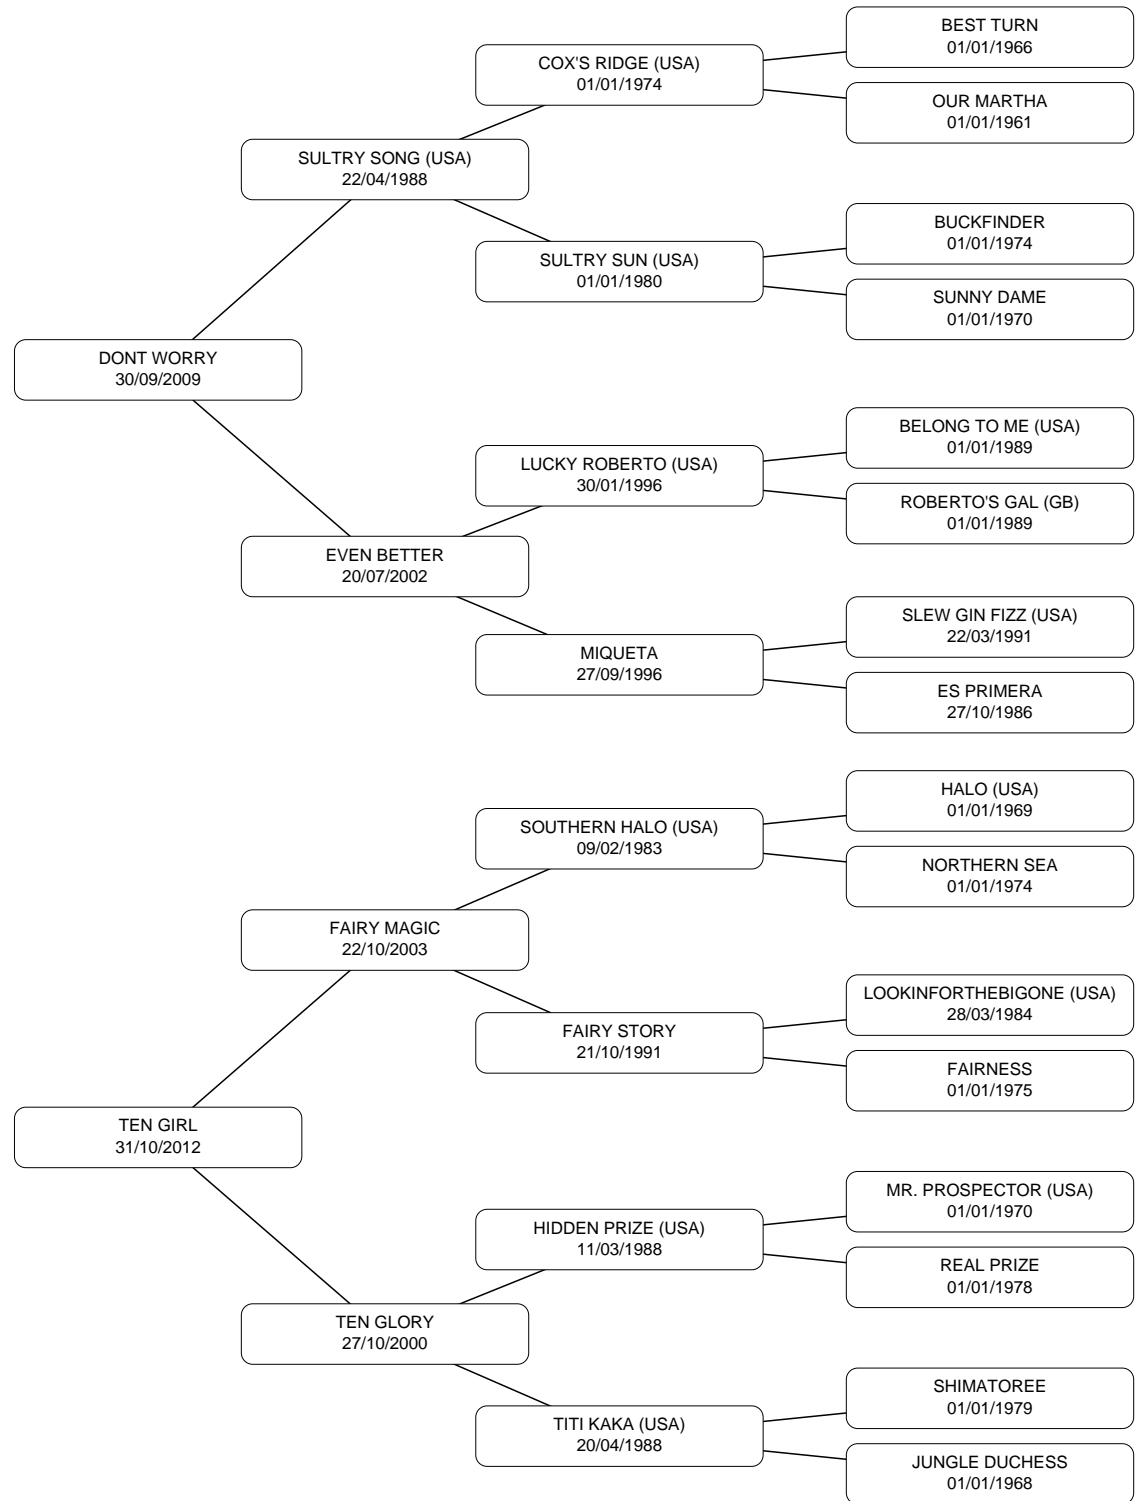 BEST TURN
01/01/1966
COX'S RIDGE (USA)
01/01/1974
OUR MARTHA
01/01/1961
SULTRY SONG (USA)
22/04/1988
BUCKFINDER
01/01/1974
SULTRY SUN (USA)
01/01/1980
SUNNY DAME
01/01/1970
DONT WORRY
30/09/2009
BELONG TO ME (USA)
01/01/1989
LUCKY ROBERTO (USA)
30/01/1996
ROBERTO'S GAL (GB)
01/01/1989
EVEN BETTER
20/07/2002
SLEW GIN FIZZ (USA)
22/03/1991
MIQUETA
27/09/1996
ES PRIMERA
27/10/1986
HALO (USA)
01/01/1969
SOUTHERN HALO (USA)
09/02/1983
NORTHERN SEA
01/01/1974
FAIRY MAGIC
22/10/2003
LOOKINFORTHEBIGONE (USA)
28/03/1984
FAIRY STORY
21/10/1991
FAIRNESS
01/01/1975
TEN GIRL
31/10/2012
MR. PROSPECTOR (USA)
01/01/1970
HIDDEN PRIZE (USA)
11/03/1988
REAL PRIZE
01/01/1978
TEN GLORY
27/10/2000
SHIMATOREE
01/01/1979
TITI KAKA (USA)
20/04/1988
JUNGLE DUCHESS
01/01/1968